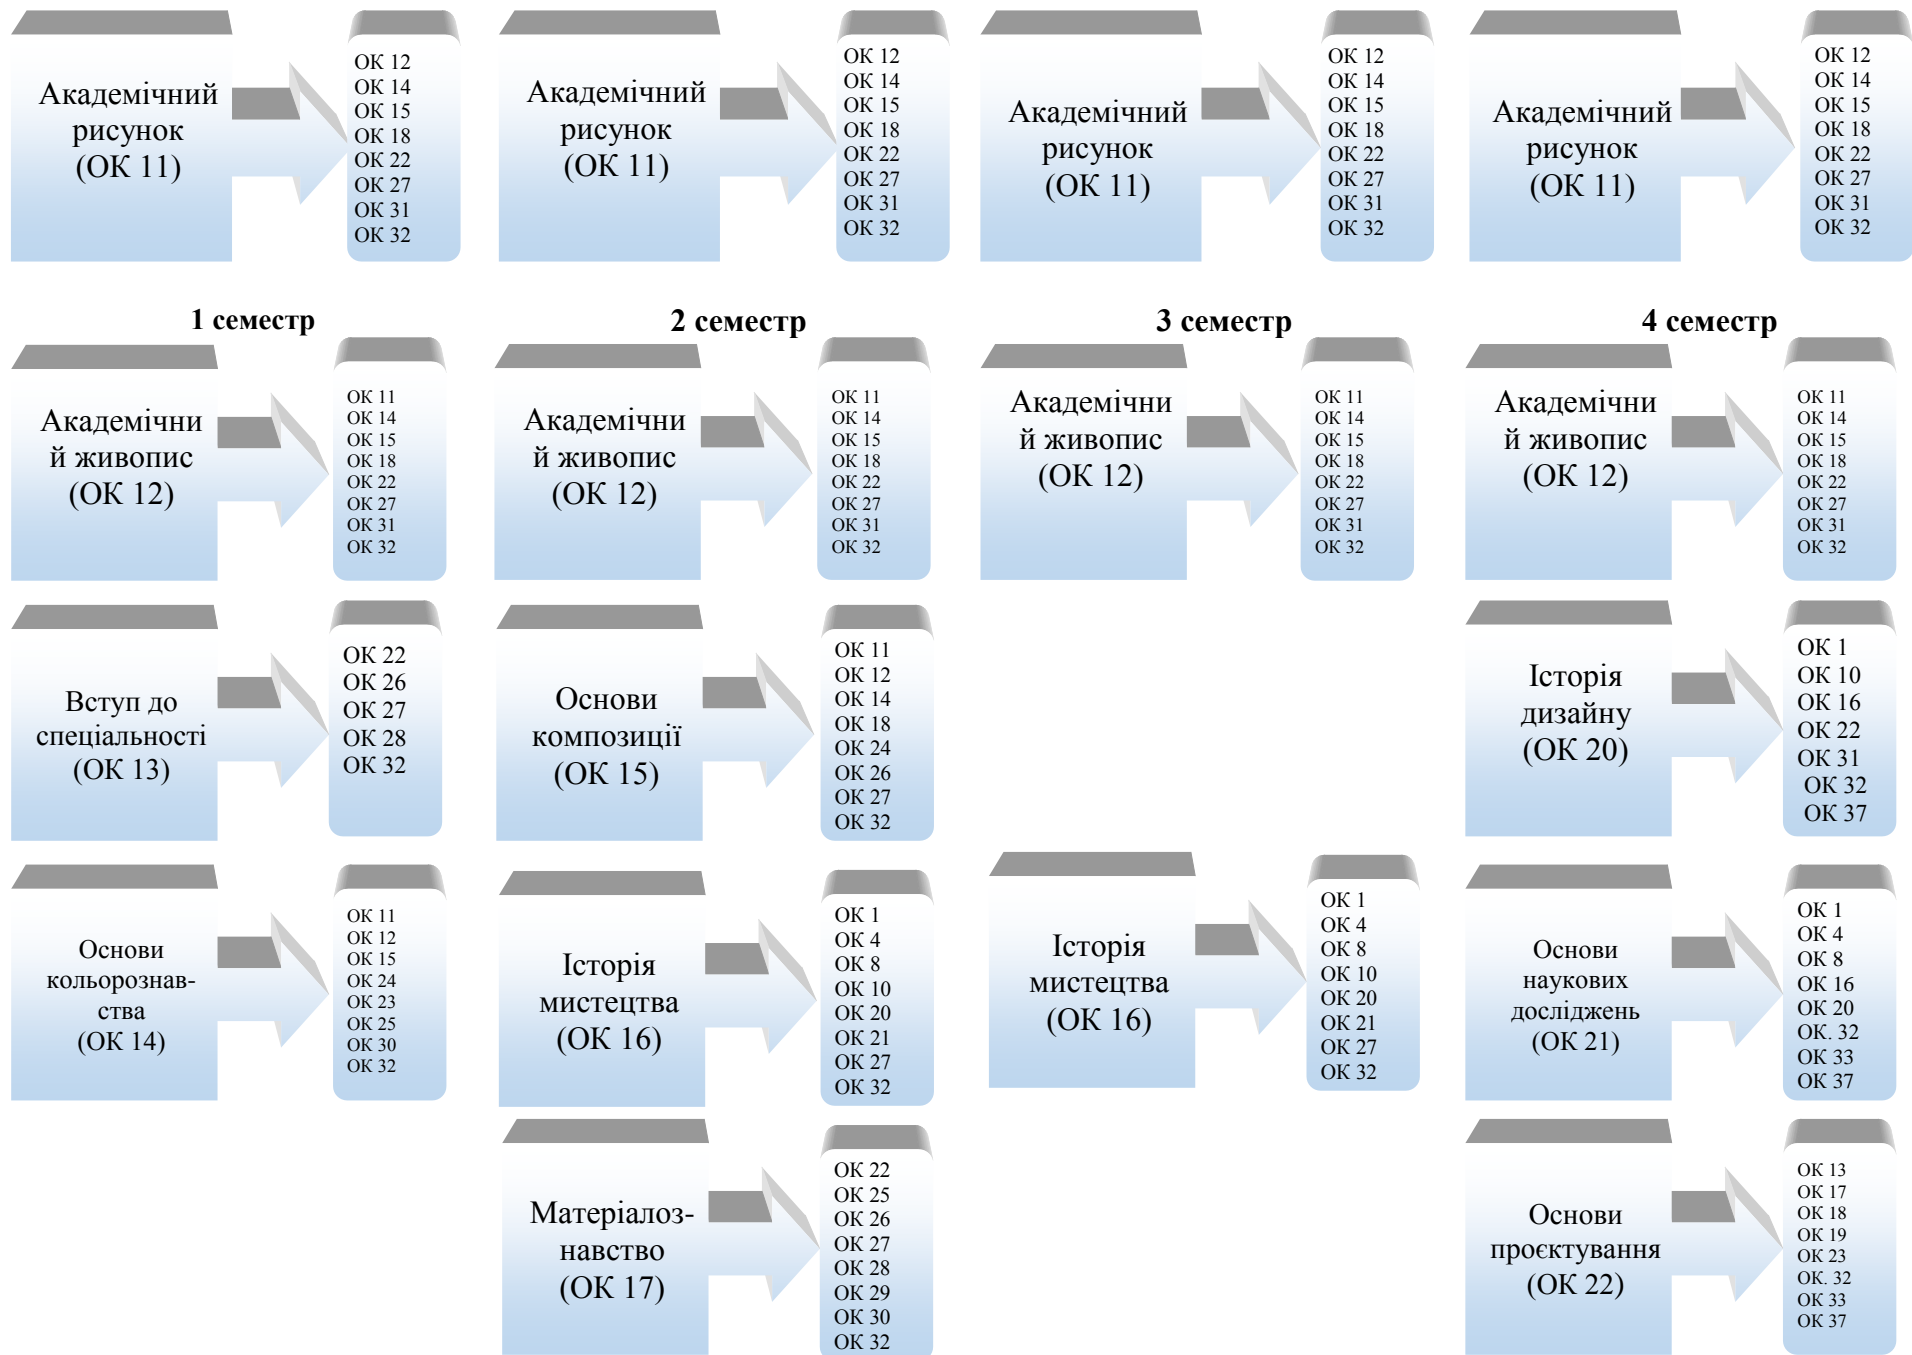 Академічний
рисунок
(ОК 11)
ОК 12
ОК 14
ОК 15
ОК 18
ОК 22
ОК 27
ОК 31
ОК 32
Академічний
рисунок
(ОК 11)
ОК 12
ОК 14
ОК 15
ОК 18
ОК 22
ОК 27
ОК 31
ОК 32
Академічний
рисунок
(ОК 11)
ОК 12
ОК 14
ОК 15
ОК 18
ОК 22
ОК 27
ОК 31
ОК 32
Академічний
рисунок
(ОК 11)
ОК 12
ОК 14
ОК 15
ОК 18
ОК 22
ОК 27
ОК 31
ОК 32
1 семестр
2 семестр
3 семестр
4 семестр
Академічни
й живопис
(ОК 12)
ОК 11
ОК 14
ОК 15
ОК 18
ОК 22
ОК 27
ОК 31
ОК 32
Академічни
й живопис
(ОК 12)
ОК 11
ОК 14
ОК 15
ОК 18
ОК 22
ОК 27
ОК 31
ОК 32
Академічни
й живопис
(ОК 12)
ОК 11
ОК 14
ОК 15
ОК 18
ОК 22
ОК 27
ОК 31
ОК 32
Академічни
й живопис
(ОК 12)
ОК 11
ОК 14
ОК 15
ОК 18
ОК 22
ОК 27
ОК 31
ОК 32
Вступ до
спеціальності
(ОК 13)
ОК 22
ОК 26
ОК 27
ОК 28
ОК 32
Основи
композиції
(ОК 15)
ОК 11
ОК 12
ОК 14
ОК 18
ОК 24
ОК 26
ОК 27
ОК 32
Історія
дизайну
(ОК 20)
ОК 1
ОК 10
ОК 16
ОК 22
ОК 31
ОК 32
ОК 37
Основи
кольорознав-
ства
(ОК 14)
ОК 11
ОК 12
ОК 15
ОК 24
ОК 23
ОК 25
ОК 30
ОК 32
Історія
мистецтва
(ОК 16)
ОК 1
ОК 4
ОК 8
ОК 10
ОК 20
ОК 21
ОК 27
ОК 32
Історія
мистецтва
(ОК 16)
ОК 1
ОК 4
ОК 8
ОК 10
ОК 20
ОК 21
ОК 27
ОК 32
Основи
наукових
досліджень
(ОК 21)
ОК 1
ОК 4
ОК 8
ОК 16
ОК 20
ОК. 32
ОК 33
ОК 37
Матеріалоз-
навство
(ОК 17)
ОК 22
ОК 25
ОК 26
ОК 27
ОК 28
ОК 29
ОК 30
ОК 32
Основи
проєктування
(ОК 22)
ОК 13
ОК 17
ОК 18
ОК 19
ОК 23
ОК. 32
ОК 33
ОК 37